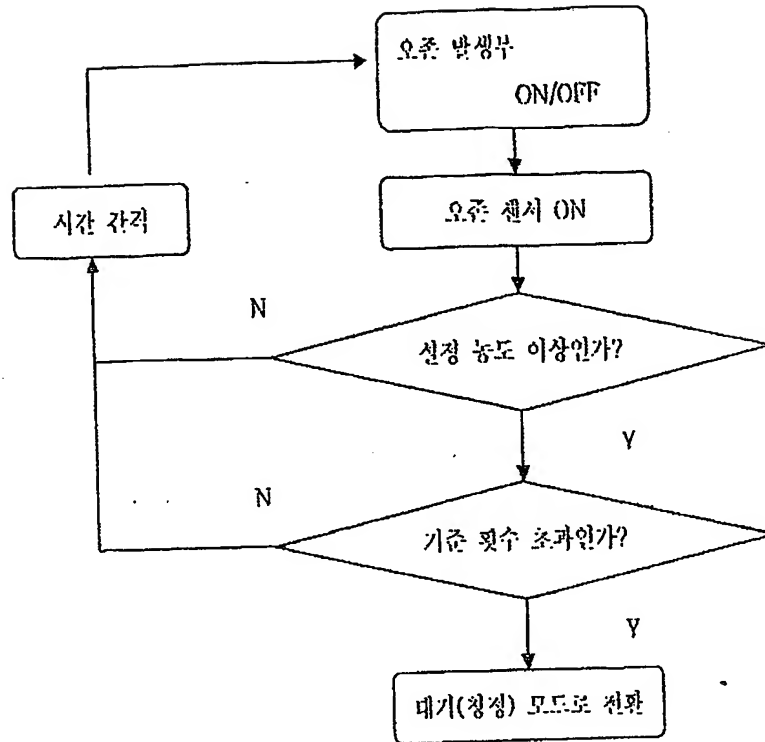 오존 발생부
ON/OFF
시간 간격
오존 센서 ON
N
설정 농도 이상인가?
Y
N
기준 횟수 초과인가?
Y
대기(청정) 모드로 전환